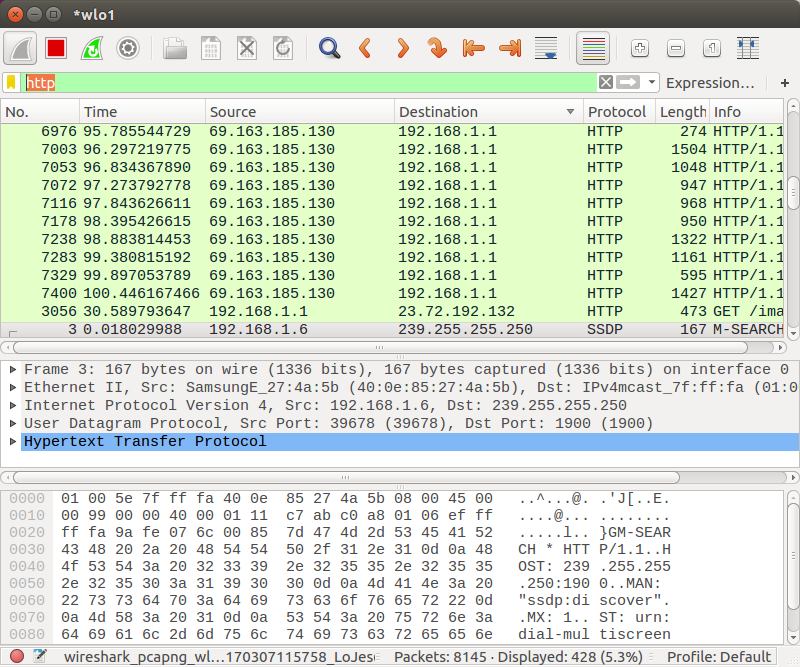 *wlo1
http Expression... +
No. Time Source Destination Protocol Length Info
6976 95.785544729 69.163.185.130 192.168.1.1 HTTP 274 HTTP/1.1
7003 96.297219775 69.163.185.130 192.168.1.1 HTTP 1504 HTTP/1.1
7053 96.834367890 69.163.185.130 192.168.1.1 HTTP 1048 HTTP/1.1
7072 97.273792778 69.163.185.130 192.168.1.1 HTTP 947 HTTP/1.1
7116 97.843626611 69.163.185.130 192.168.1.1 HTTP 968 HTTP/1.1
7178 98.395426615 69.163.185.130 192.168.1.1 HTTP 950 HTTP/1.1
7238 98.883814453 69.163.185.130 192.168.1.1 HTTP 1322 HTTP/1.1
7283 99.380815192 69.163.185.130 192.168.1.1 HTTP 1161 HTTP/1.1
7329 99.897053789 69.163.185.130 192.168.1.1 HTTP 595 HTTP/1.1
7400 100.446167466 69.163.185.130 192.168.1.1 HTTP 1427 HTTP/1.1
3056 30.589793647 192.168.1.1 23.72.192.132 HTTP 473 GET /ima
3 0.018029988 192.168.1.6 239.255.255.250 SSDP 167 M-SEARCH
Frame 3: 167 bytes on wire (1336 bits), 167 bytes captured (1336 bits) on interface 0
Ethernet II, Src: SamsungE_27:4a:5b (40:0e:85:27:4a:5b), Dst: IPv4mcast_7f:ff:fa (01:0
Internet Protocol Version 4, Src: 192.168.1.6, Dst: 239.255.255.250
User Datagram Protocol, Src Port: 39678 (39678), Dst Port: 1900 (1900)
Hypertext Transfer Protocol
0000 01 00 5e 7f ff fa 40 0e 85 27 4a 5b 08 00 45 00 ..^...@. .'J[..E.
0010 00 99 00 00 40 00 01 11 c7 ab c0 a8 01 06 ef ff ....@... ........
0020 ff fa 9a fe 07 6c 00 85 7d 47 4d 2d 53 45 41 52 .....l.. }GM-SEAR
0030 43 48 20 2a 20 48 54 54 50 2f 31 2e 31 0d 0a 48 CH * HTT P/1.1..H
0040 4f 53 54 3a 20 32 33 39 2e 32 35 35 2e 32 35 35 OST: 239 .255.255
0050 2e 32 35 30 3a 31 39 30 30 0d 0a 4d 41 4e 3a 20 .250:190 0..MAN:
0060 22 73 73 64 70 3a 64 69 73 63 6f 76 65 72 22 0d "ssdp:di scover".
0070 0a 4d 58 3a 20 31 0d 0a 53 54 3a 20 75 72 6e 3a .MX: 1.. ST: urn:
0080 64 69 61 6c 2d 6d 75 6c 74 69 73 63 72 65 65 6e dial-mul tiscreen
wireshark_pcapng_wl...170307115758_LoJes Packets: 8145 · Displayed: 428 (5.3%) Profile: Default